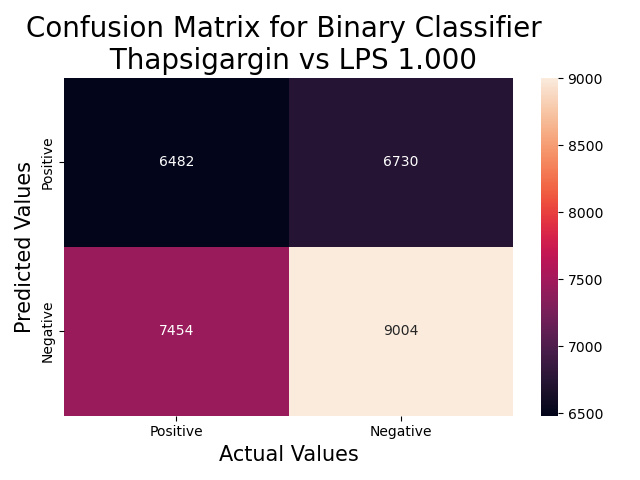 Confusion Matrix for Binary Classifier
Thapsigargin vs LPS 1.000
Predicted Values
Positive
Negative
6482
6730
7454
9004
Positive
Negative
Actual Values
9000
8500
8000
7500
7000
6500